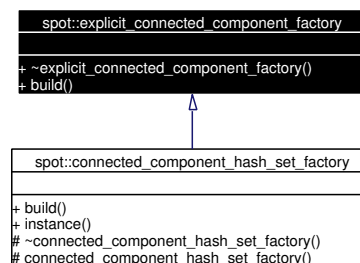 spot::explicit_connected_component_factory
+ ~explicit_connected_component_factory()
+ build()
spot::connected_component_hash_set_factory
+ build()
+ instance()
# ~connected_component_hash_set_factory()
# connected_component_hash_set_factory()